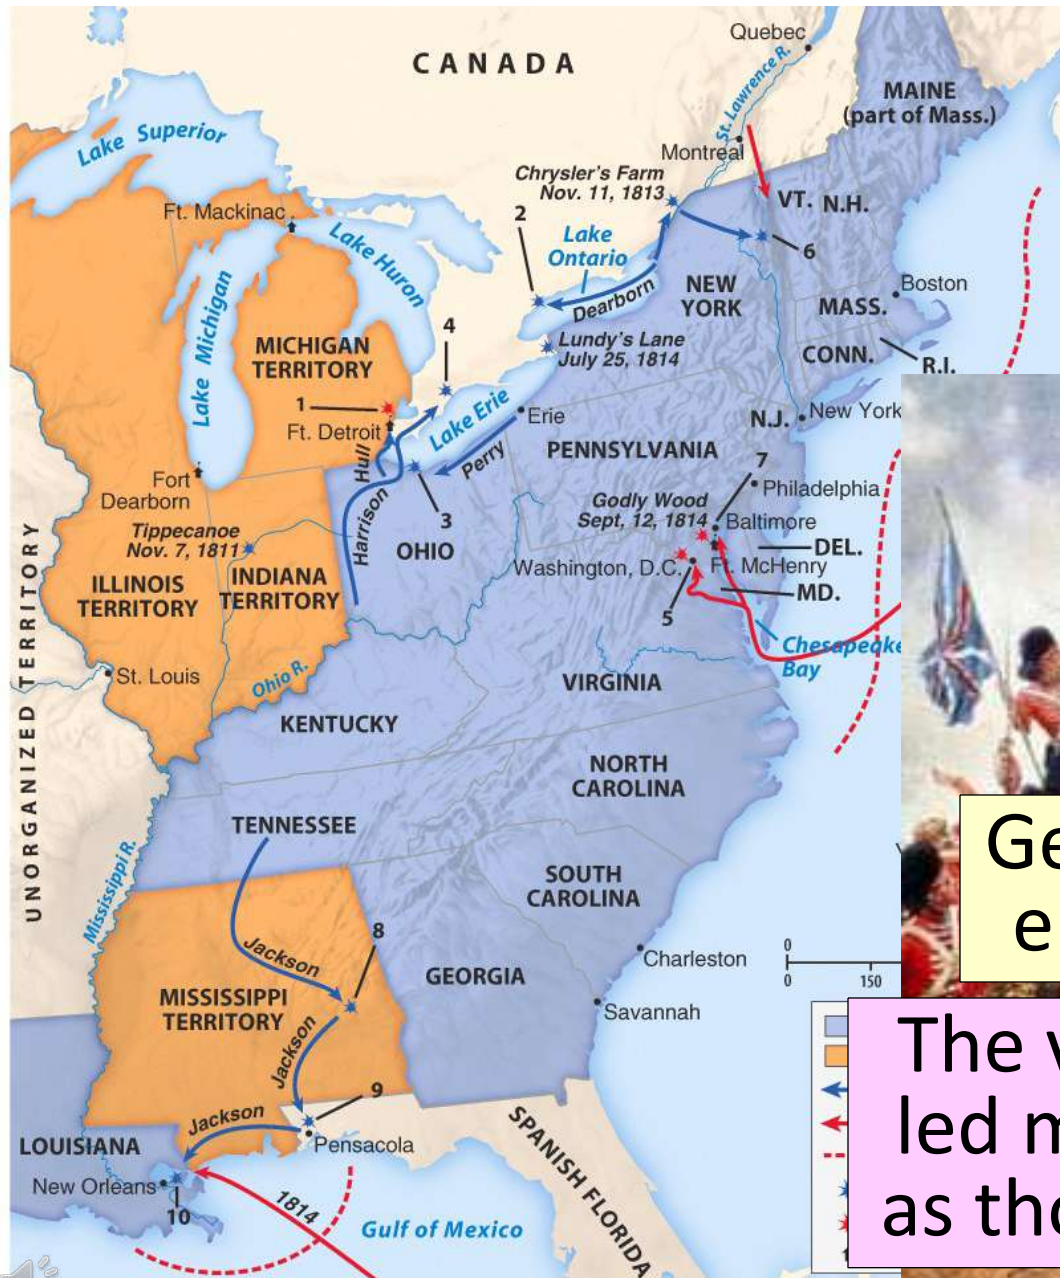 Quebec
CANADA
St. Lawrence R.
MAINE
(part of Mass.)
Lake Superior
Montreal
Chrysler's Farm
Nov. 11, 1813
VT.
N.H.
Ft. Mackinac
2
Lake Huron
Lake
Ontario
6
Dearborn
NEW
YORK
Boston
MASS.
Lake Michigan
4
Lundy's Lane
July 25, 1814
MICHIGAN
TERRITORY
CONN.
R.I.
1
Ft. Detroit
Lake Erie
Erie
N.J.
New York
Hull
Perry
PENNSYLVANIA
7
Fort
Dearborn
Philadelphia
Harrison
3
Godly Wood
Sept, 12, 1814
Baltimore
Tippecanoe
Nov. 7, 1811
OHIO
DEL.
Washington, D.C.
Ft. McHenry
ILLINOIS
TERRITORY
INDIANA
TERRITORY
MD.
5
UNORGANIZED TERRITORY
Chesapeake
Bay
St. Louis
Ohio R.
VIRGINIA
KENTUCKY
NORTH
CAROLINA
TENNESSEE
Mississippi R.
SOUTH
CAROLINA
8
Jackson
Charleston
GEORGIA
0
150
MISSISSIPPI
TERRITORY
Savannah
Jackson
9
Jackson
LOUISIANA
Pensacola
SPANISH FLORIDA
New Orleans
10
1814
Gulf of Mexico
Ge
e
The v
led m
as tho